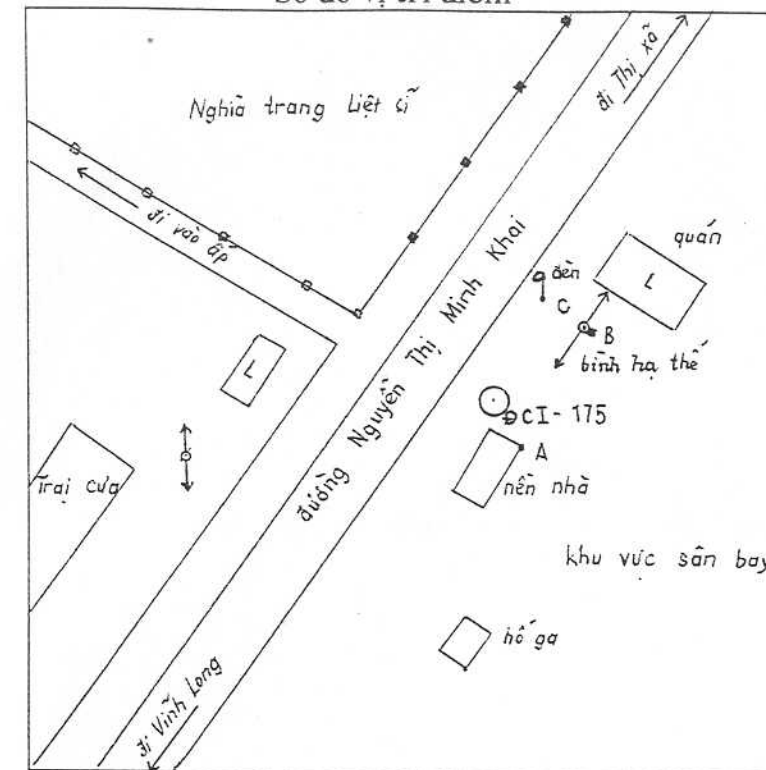 Sơ đồ vị trí điểm
đi Thị xã
Nghĩa trang Liệt sĩ
đi vào ấp
quán
L
đèn
C
B
bình hạ thế
đường Nguyễn Thị Minh Khai
L
CI-175
A
nền nhà
Trại cưa
khu vực sân bay
hố ga
đi Vĩnh Long